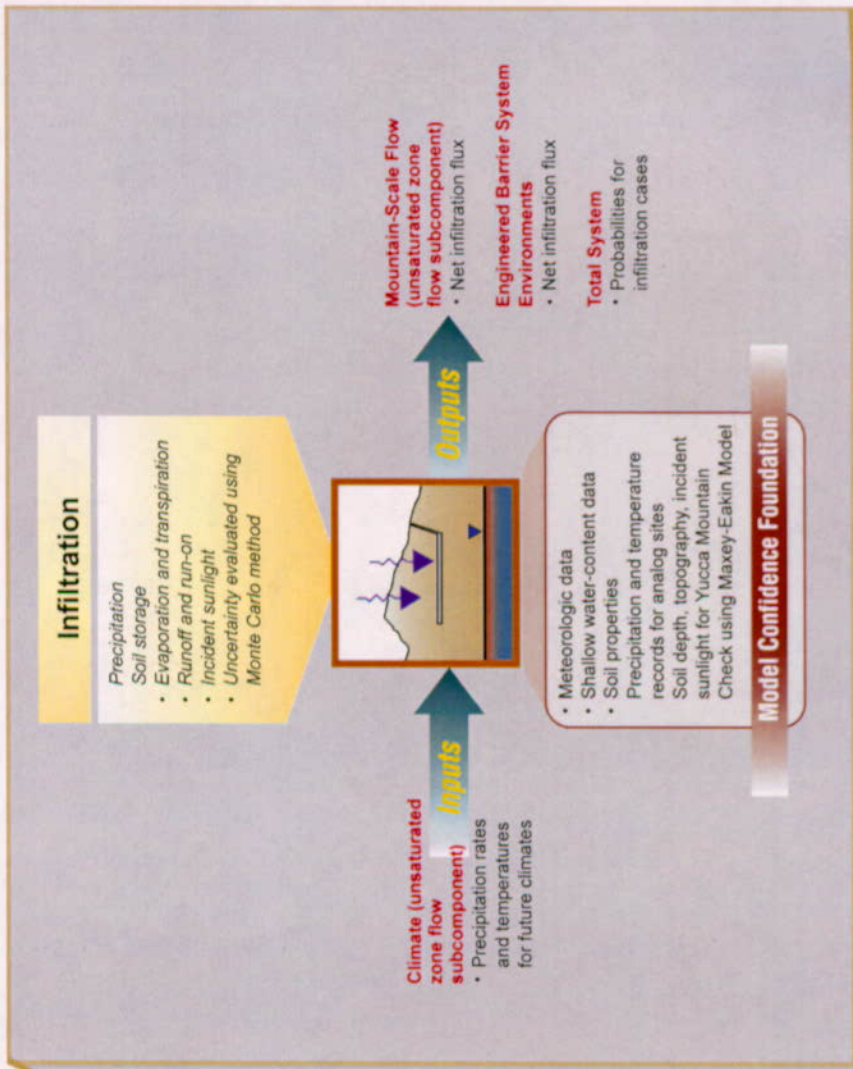 Infiltration
Precipitation
Soil storage
• Evaporation and transpiration
• Runoff and run-on
• Incident sunlight
• Uncertainty evaluated using
Monte Carlo method
Climate (unsaturated
zone flow
subcomponent)
• Precipitation rates
and temperatures
for future climates
Inputs
Outputs
Mountain-Scale Flow
(unsaturated zone
flow subcomponent)
• Net infiltration flux
Engineered Barrier System
Environments
• Net infiltration flux
Total System
• Probabilities for
infiltration cases
• Meteorologic data
• Shallow water-content data
• Soil properties
Precipitation and temperature
records for analog sites
Soil depth, topography, incident
sunlight for Yucca Mountain
Check using Maxey-Eakin Model
Model Confidence Foundation